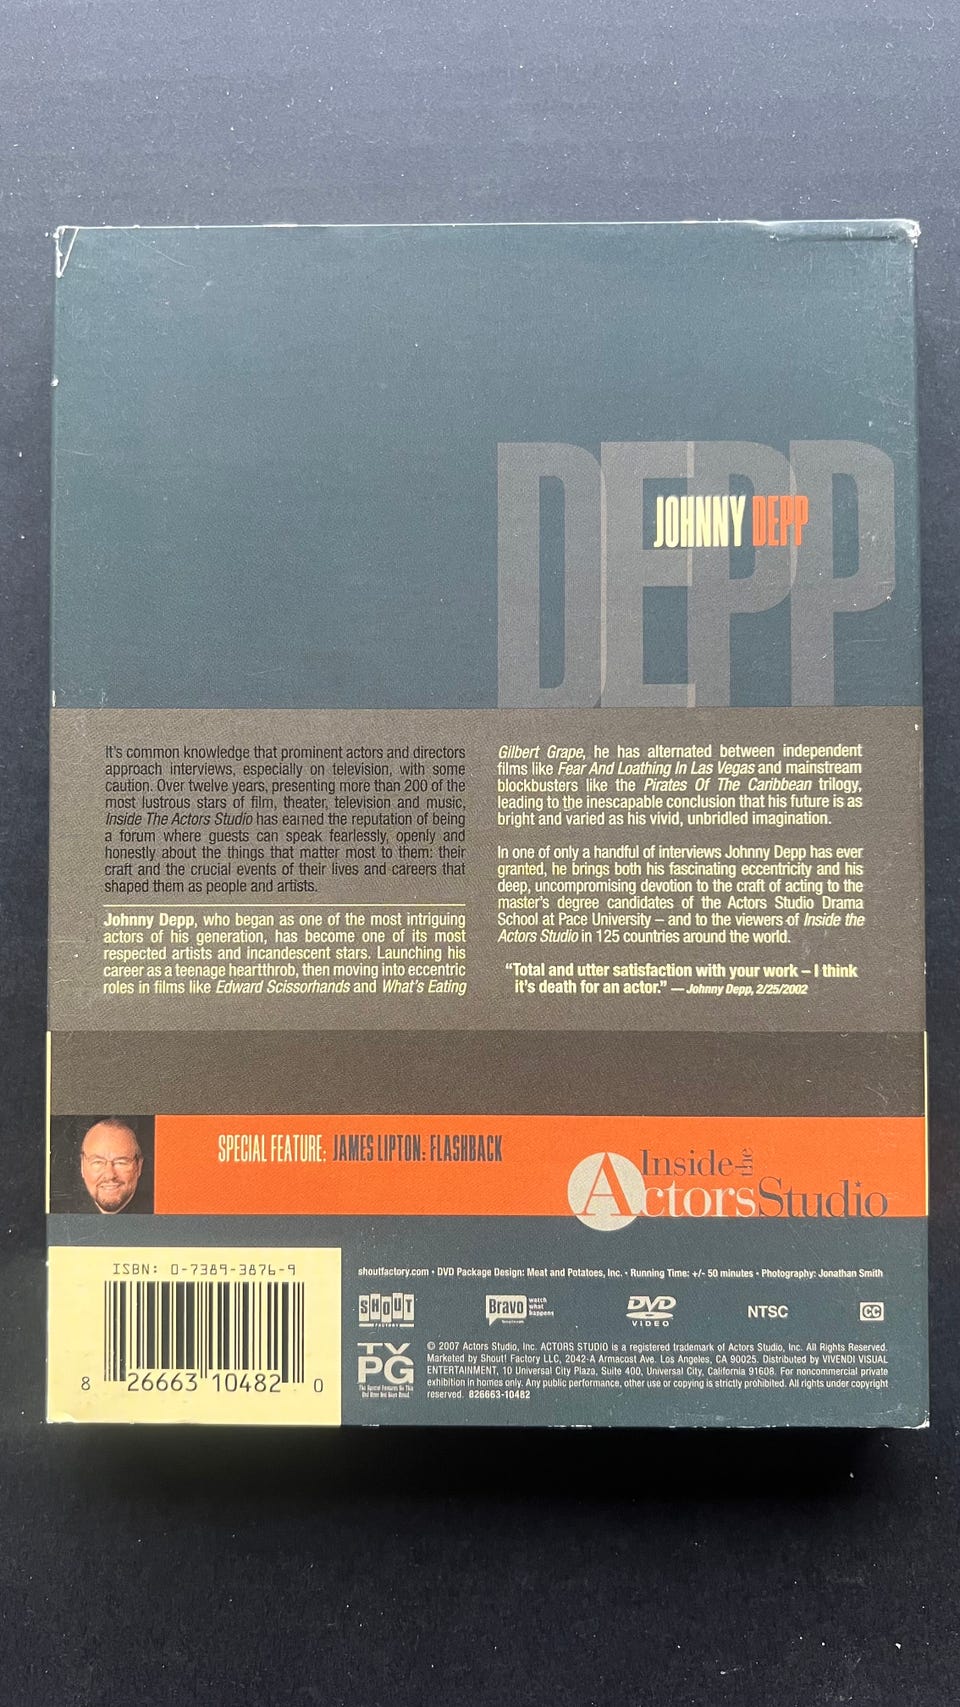 DEPP
JOHNNY DEPP
It's common knowledge that prominent actors and directors
approach interviews, especially on television, with some
caution. Over twelve years, presenting more than 200 of the
most lustrous stars of film, theater, television and music,
Inside The Actors Studio has earned the reputation of being
a forum where guests can speak fearlessly, openly and
honestly about the things that matter most to them: their
craft and the crucial events of their lives and careers that
shaped them as people and artists.
Johnny Depp, who began as one of the most intriguing
actors of his generation, has become one of its most
respected artists and incandescent stars. Launching his
career as a teenage heartthrob, then moving into eccentric
roles in films like Edward Scissorhands and What's Eating
Gilbert Grape, he has alternated between independent
films like Fear And Loathing In Las Vegas and mainstream
blockbusters like the Pirates Of The Caribbean trilogy,
leading to the inescapable conclusion that his future is as
bright and varied as his vivid, unbridled imagination.
In one of only a handful of interviews Johnny Depp has ever
granted, he brings both his fascinating eccentricity and his
deep, uncompromising devotion to the craft of acting to the
master's degree candidates of the Actors Studio Drama
School at Pace University – and to the viewers of Inside the
Actors Studio in 125 countries around the world.
“Total and utter satisfaction with your work – I think
it's death for an actor.” — Johnny Depp, 2/25/2002
SPECIAL FEATURE: JAMES LIPTON: FLASHBACK
Inside the
Actors Studio
ISBN: 0-7389-3876-9
8 26663 10482 0
shoutfactory.com • DVD Package Design: Meat and Potatoes, Inc. • Running Time: +/- 50 minutes • Photography: Jonathan Smith
SHOUT
FACTORY
Bravo
watch
what
happens
DVD
VIDEO
NTSC
CC
TV
PG
The Special Features On This
Did Have Not Been Rated.
© 2007 Actors Studio, Inc. ACTORS STUDIO is a registered trademark of Actors Studio, Inc. All Rights Reserved.
Marketed by Shout! Factory LLC, 2042-A Armacost Ave. Los Angeles, CA 90025. Distributed by VIVENDI VISUAL
ENTERTAINMENT, 10 Universal City Plaza, Suite 400, Universal City, California 91608. For noncommercial private
exhibition in homes only. Any public performance, other use or copying is strictly prohibited. All rights under copyright
reserved. 826663-10482